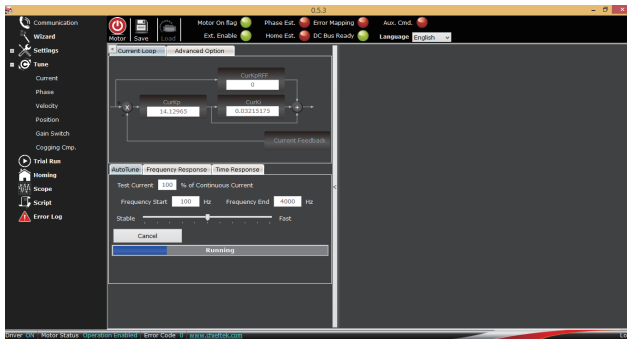 0.5.3
Communication
Wizard
Settings
Tune
Current
Phase
Velocity
Position
Gain Switch
Cogging Cmp.
Trial Run
Homing
Scope
Script
Error Log
Motor Save Load
Motor On flag Phase Est. Error Mapping Aux. Cmd.
Ext. Enable Home Est. DC Bus Ready Language English
Current Loop Advanced Option
CurKpRFF
0
CurKp CurKi
X 14.12965 0.03215175 +
Current Feedback
AutoTune Frequency Response Time Response
Test Current 100 % of Continuous Current
Frequency Start 100 Hz Frequency End 4000 Hz
Stable Fast
Cancel
Running
Driver ON Motor Status Operation Enabled Error Code 0 www.chieftek.com Lo